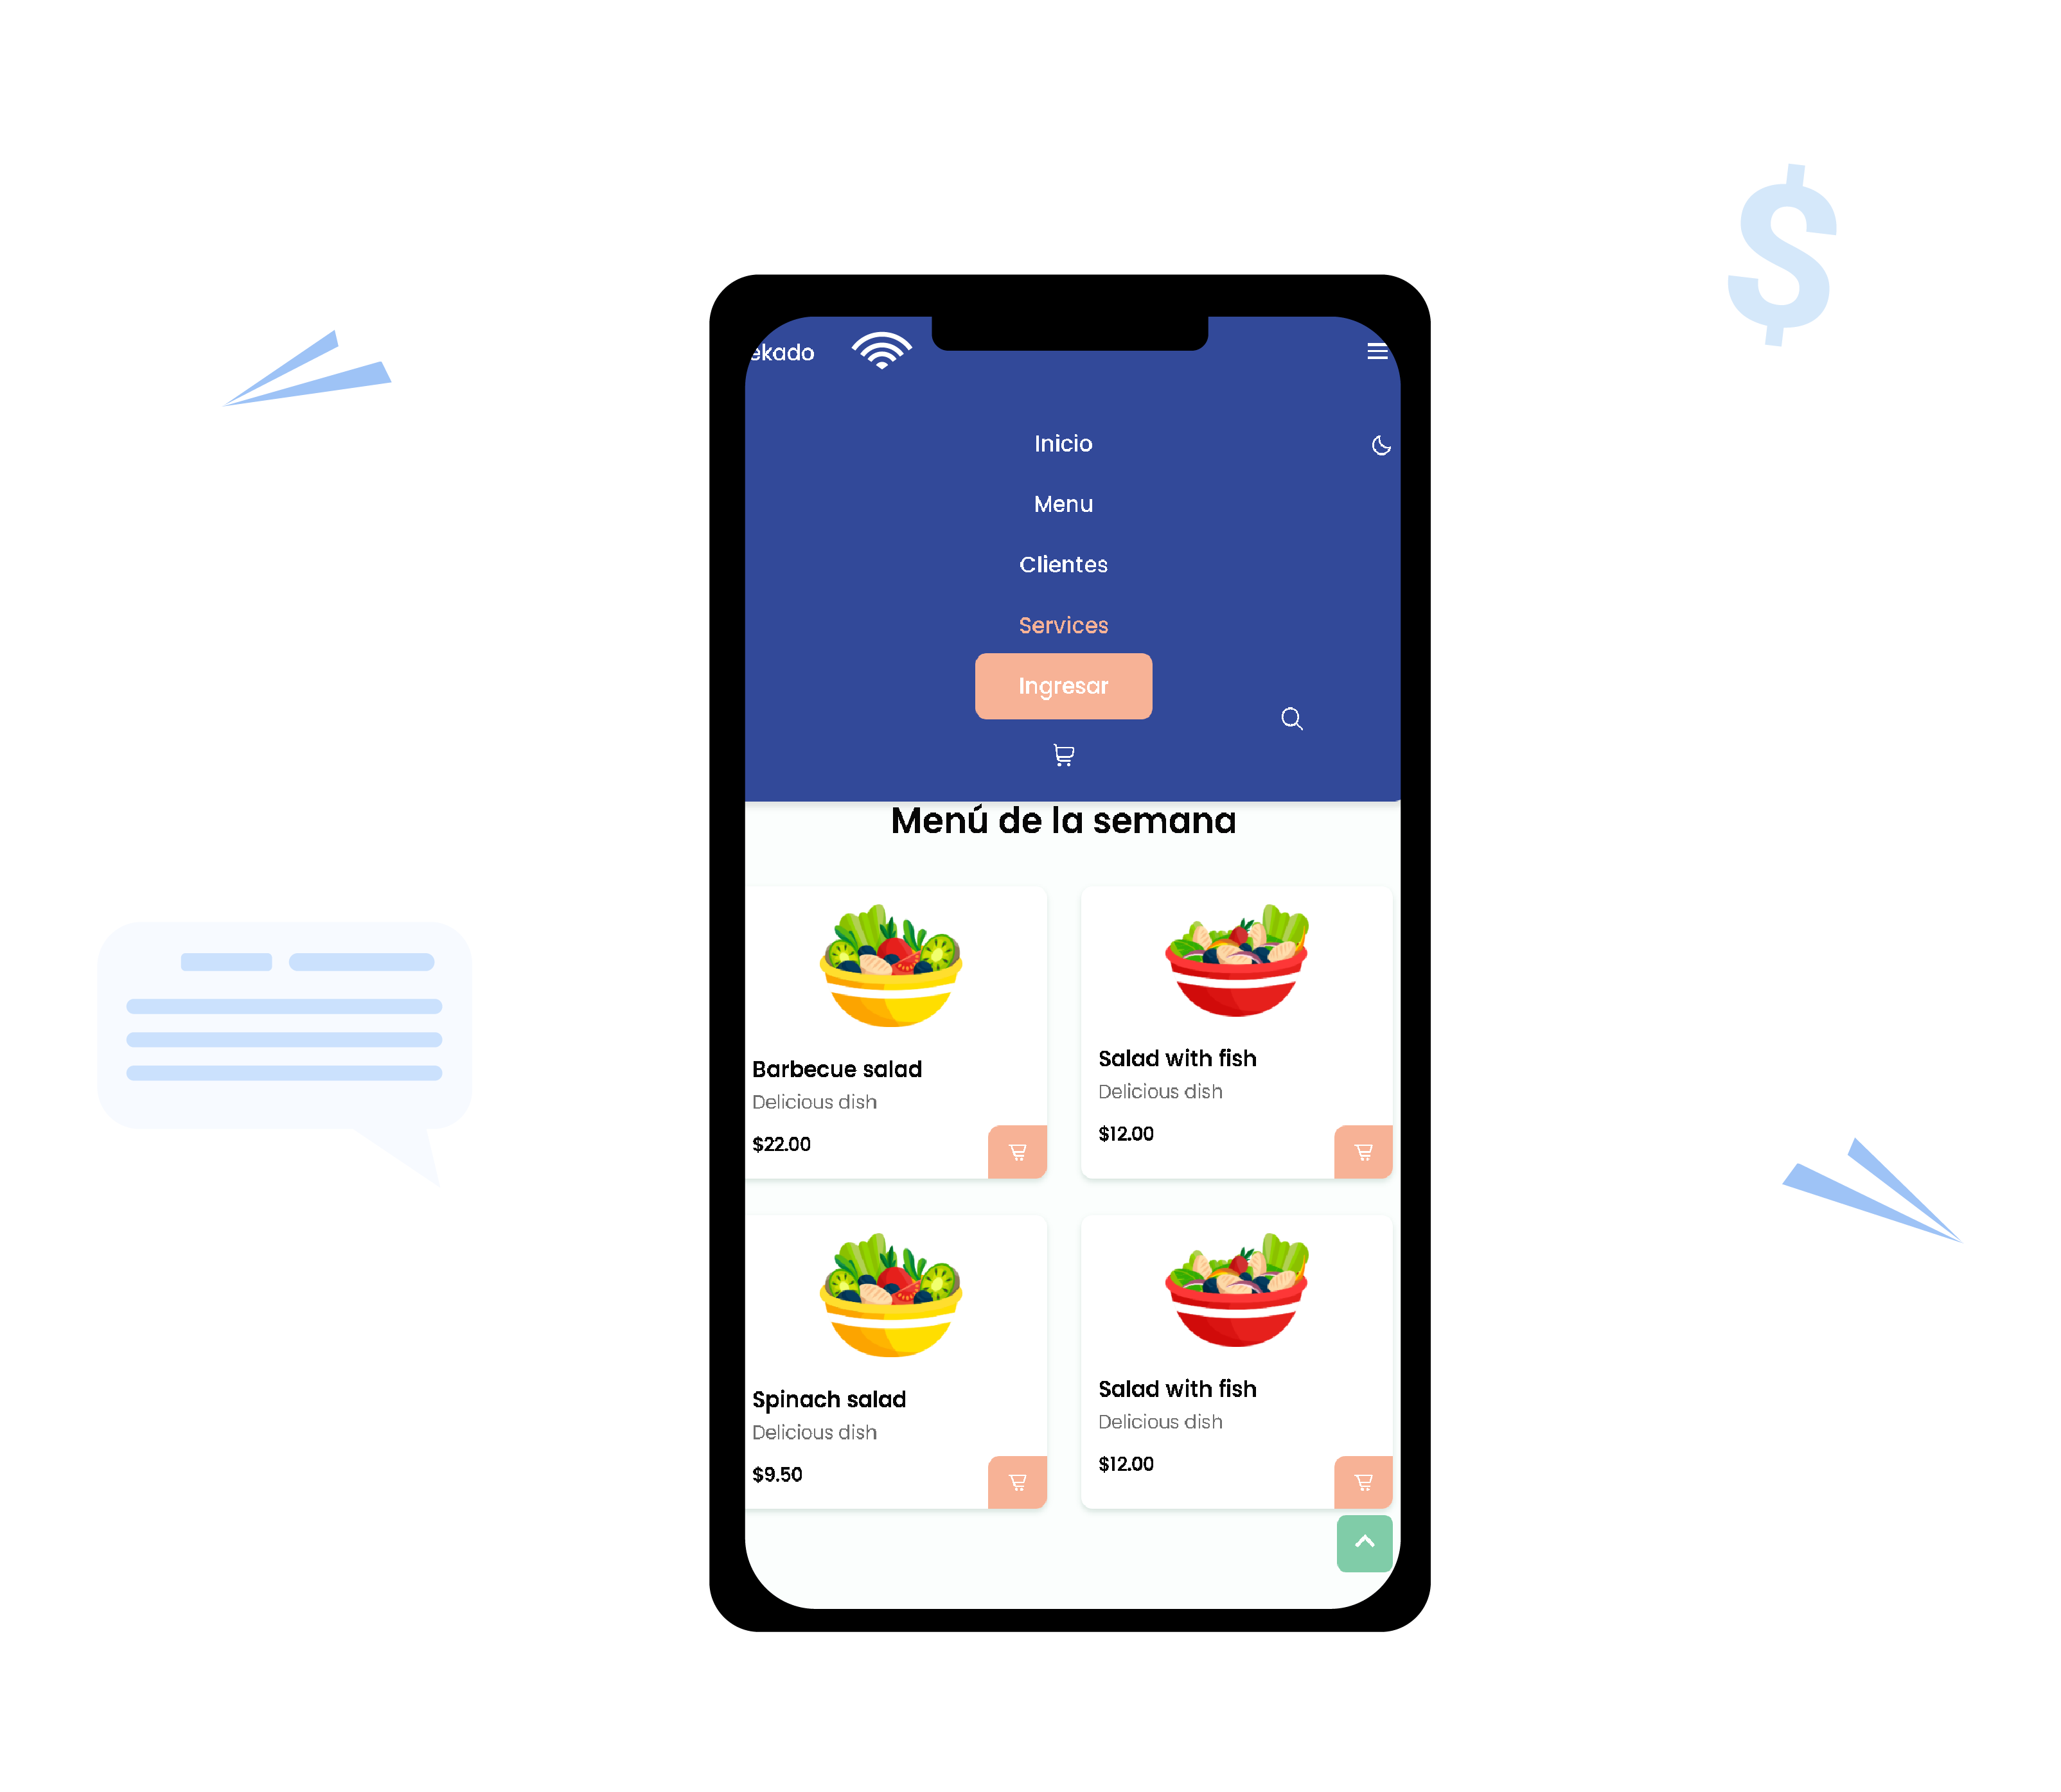 ekado
Inicio
Menu
Clientes
Services
Ingresar
Menú de la semana
Barbecue salad
Delicious dish
$22.00
Salad with fish
Delicious dish
$12.00
Spinach salad
Delicious dish
$9.50
Salad with fish
Delicious dish
$12.00
$